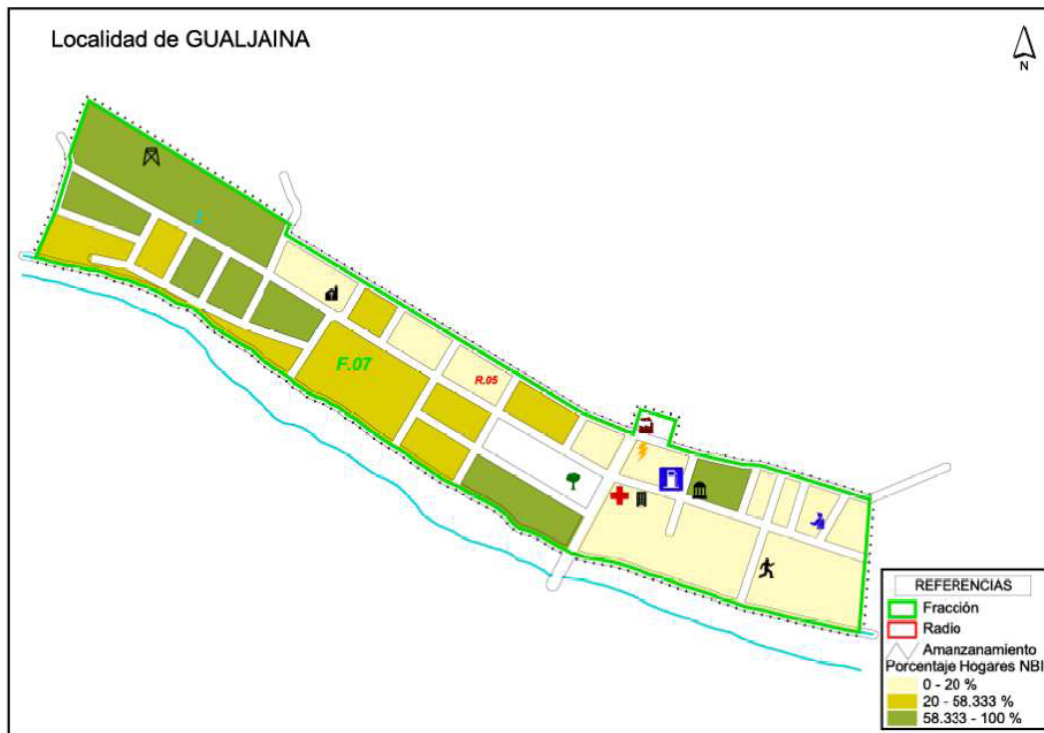 Localidad de GUALJAINA
N
F.07
R.05
REFERENCIAS
Fracción
Radio
Amanzanamiento
Porcentaje Hogares NBI
0 - 20 %
20 - 58.333 %
58.333 - 100 %